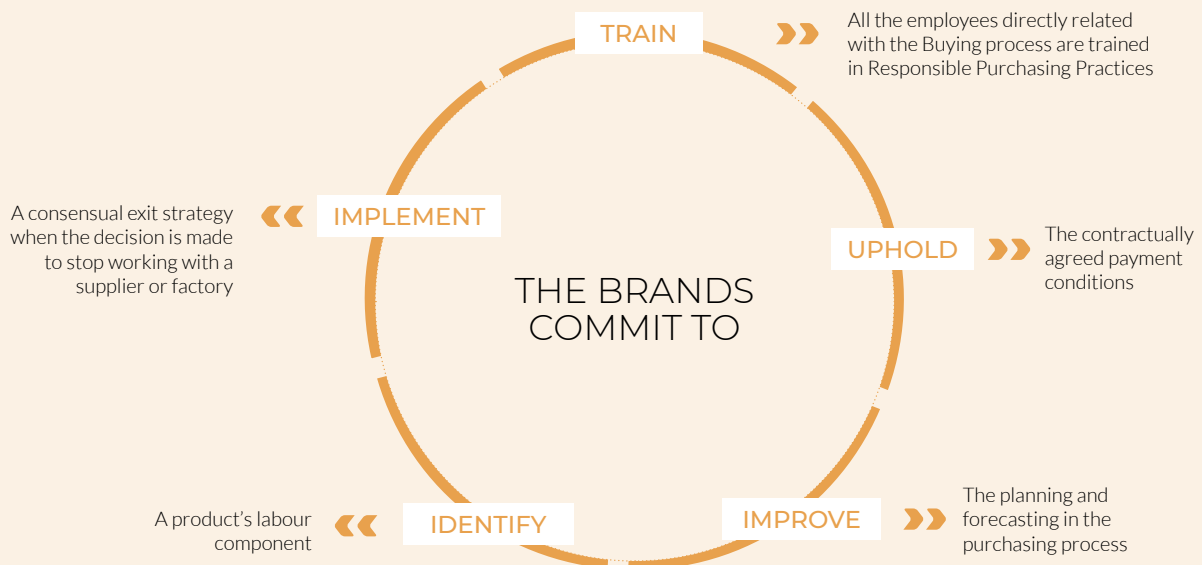 TRAIN
All the employees directly related
with the Buying process are trained
in Responsible Purchasing Practices
UPHOLD
The contractually
agreed payment
conditions
IMPROVE
The planning and
forecasting in the
purchasing process
IDENTIFY
A product’s labour
component
IMPLEMENT
A consensual exit strategy
when the decision is made
to stop working with a
supplier or factory
THE BRANDS
COMMIT TO